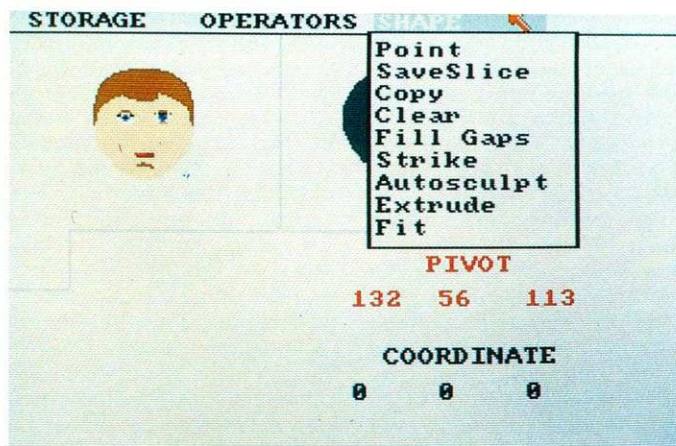 STORAGE OPERATORS SHAPE
Point
SaveSlice
Copy
Clear
Fill Gaps
Strike
Autosculpt
Extrude
Fit
PIVOT
132 56 113
COORDINATE
0 0 0